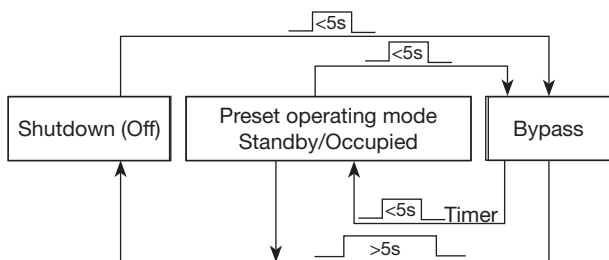 <5s
<5s
Shutdown (Off)
Preset operating mode
Standby/Occupied
Bypass
<5s Timer
>5s